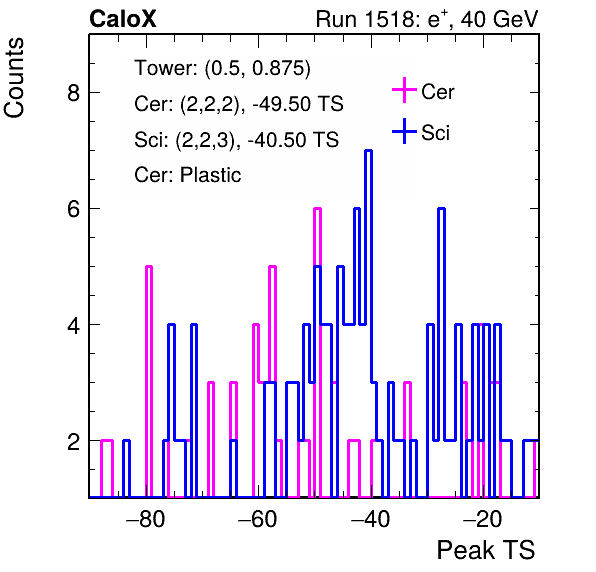 CaloX Run 1518: e⁺, 40 GeV
Counts
Tower: (0.5, 0.875)
Cer: (2,2,2), -49.50 TS
Sci: (2,2,3), -40.50 TS
Cer: Plastic
Cer
Sci
8
6
4
2
−80 −60 −40 −20
Peak TS